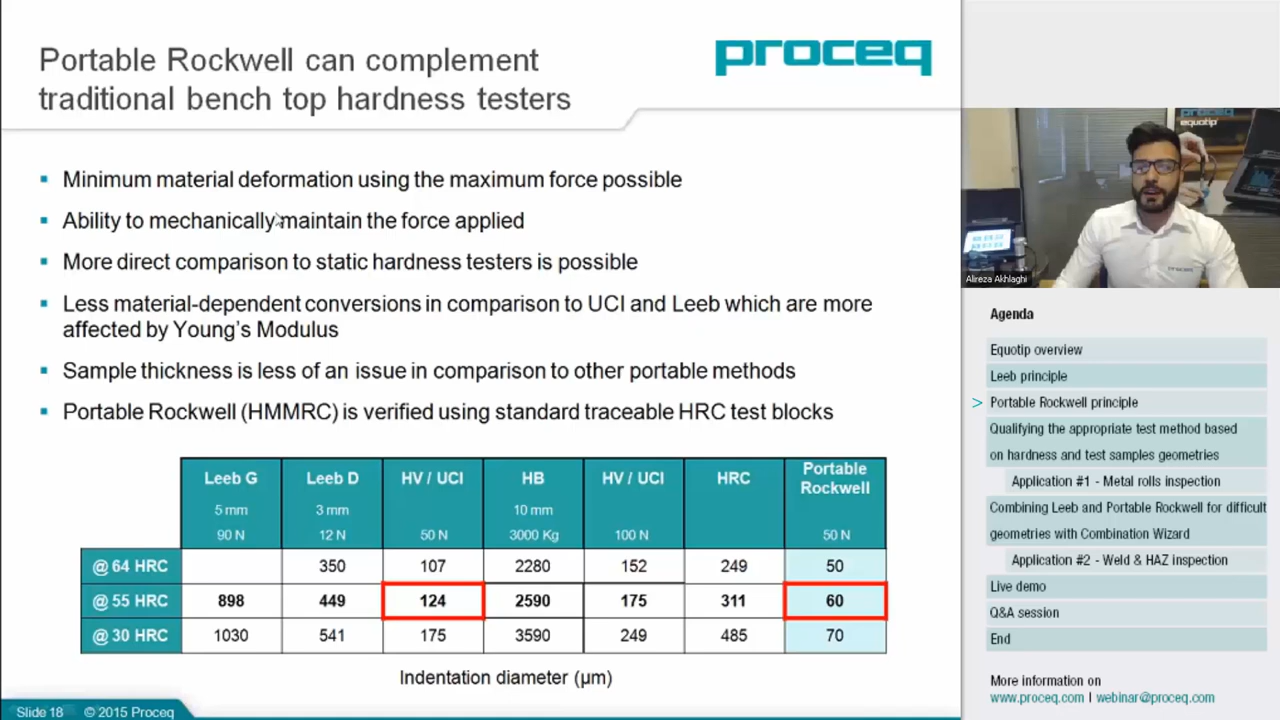 Portable Rockwell can complement
traditional bench top hardness testers
proceq
Minimum material deformation using the maximum force possible
Ability to mechanically maintain the force applied
More direct comparison to static hardness testers is possible
Less material-dependent conversions in comparison to UCI and Leeb which are more
affected by Young's Modulus
Sample thickness is less of an issue in comparison to other portable methods
Portable Rockwell (HMMRC) is verified using standard traceable HRC test blocks
Leeb G Leeb D HV / UCI HB HV / UCI HRC Portable Rockwell
5 mm 3 mm 10 mm
90 N 12 N 50 N 3000 Kg 100 N 50 N
@ 64 HRC 350 107 2280 152 249 50
@ 55 HRC 898 449 124 2590 175 311 60
@ 30 HRC 1030 541 175 3590 249 485 70
Indentation diameter (µm)
Slide 18 © 2015 Proceq
proceq
equotip
proceq
Alireza Akhlaghi
Agenda
Equotip overview
Leeb principle
> Portable Rockwell principle
Qualifying the appropriate test method based
on hardness and test samples geometries
Application #1 - Metal rolls inspection
Combining Leeb and Portable Rockwell for difficult
geometries with Combination Wizard
Application #2 - Weld & HAZ inspection
Live demo
Q&A session
End
More information on
www.proceq.com | webinar@proceq.com